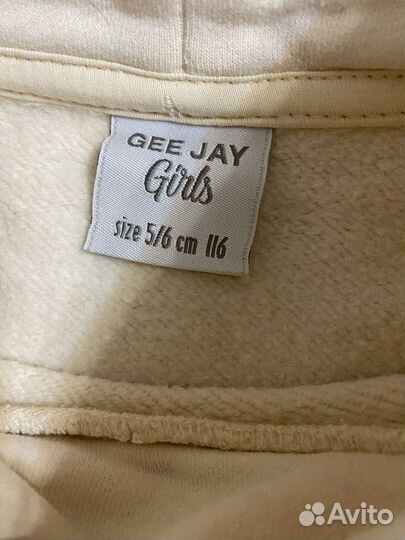 GEE JAY
Girls
size 5/6 cm 116
Avito